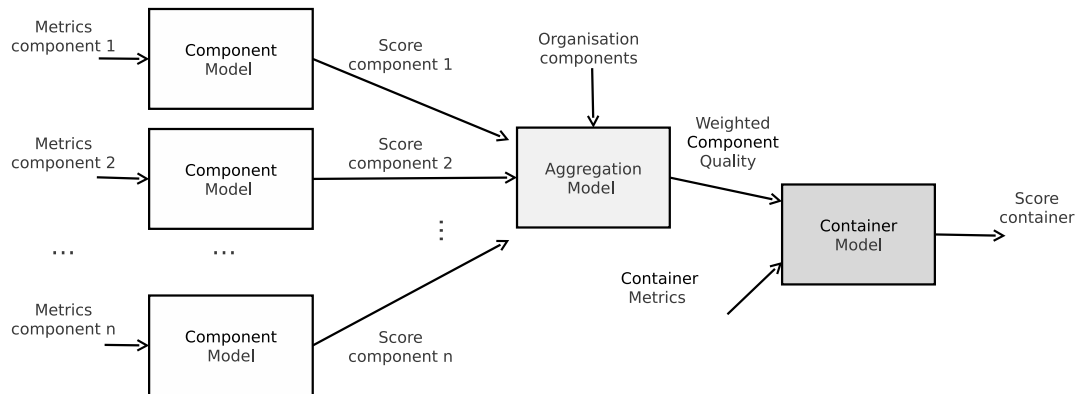 Metrics
component 1
Component
Model
Score
component 1
Organisation
components
Metrics
component 2
Component
Model
Score
component 2
Aggregation
Model
Weighted
Component
Quality
Container
Model
Score
container
...
...
...
Container
Metrics
Metrics
component n
Component
Model
Score
component n